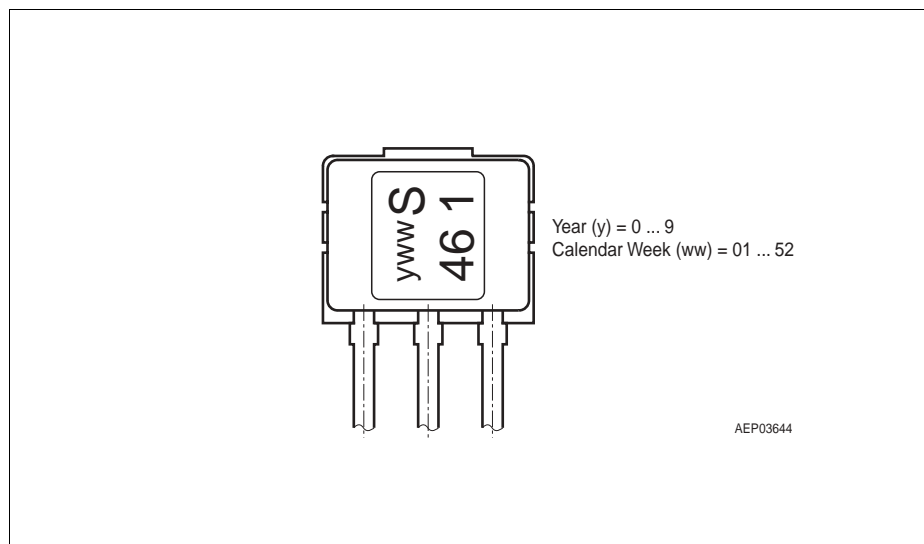 ywwS
46 1
Year (y) = 0 ... 9
Calendar Week (ww) = 01 ... 52
AEP03644